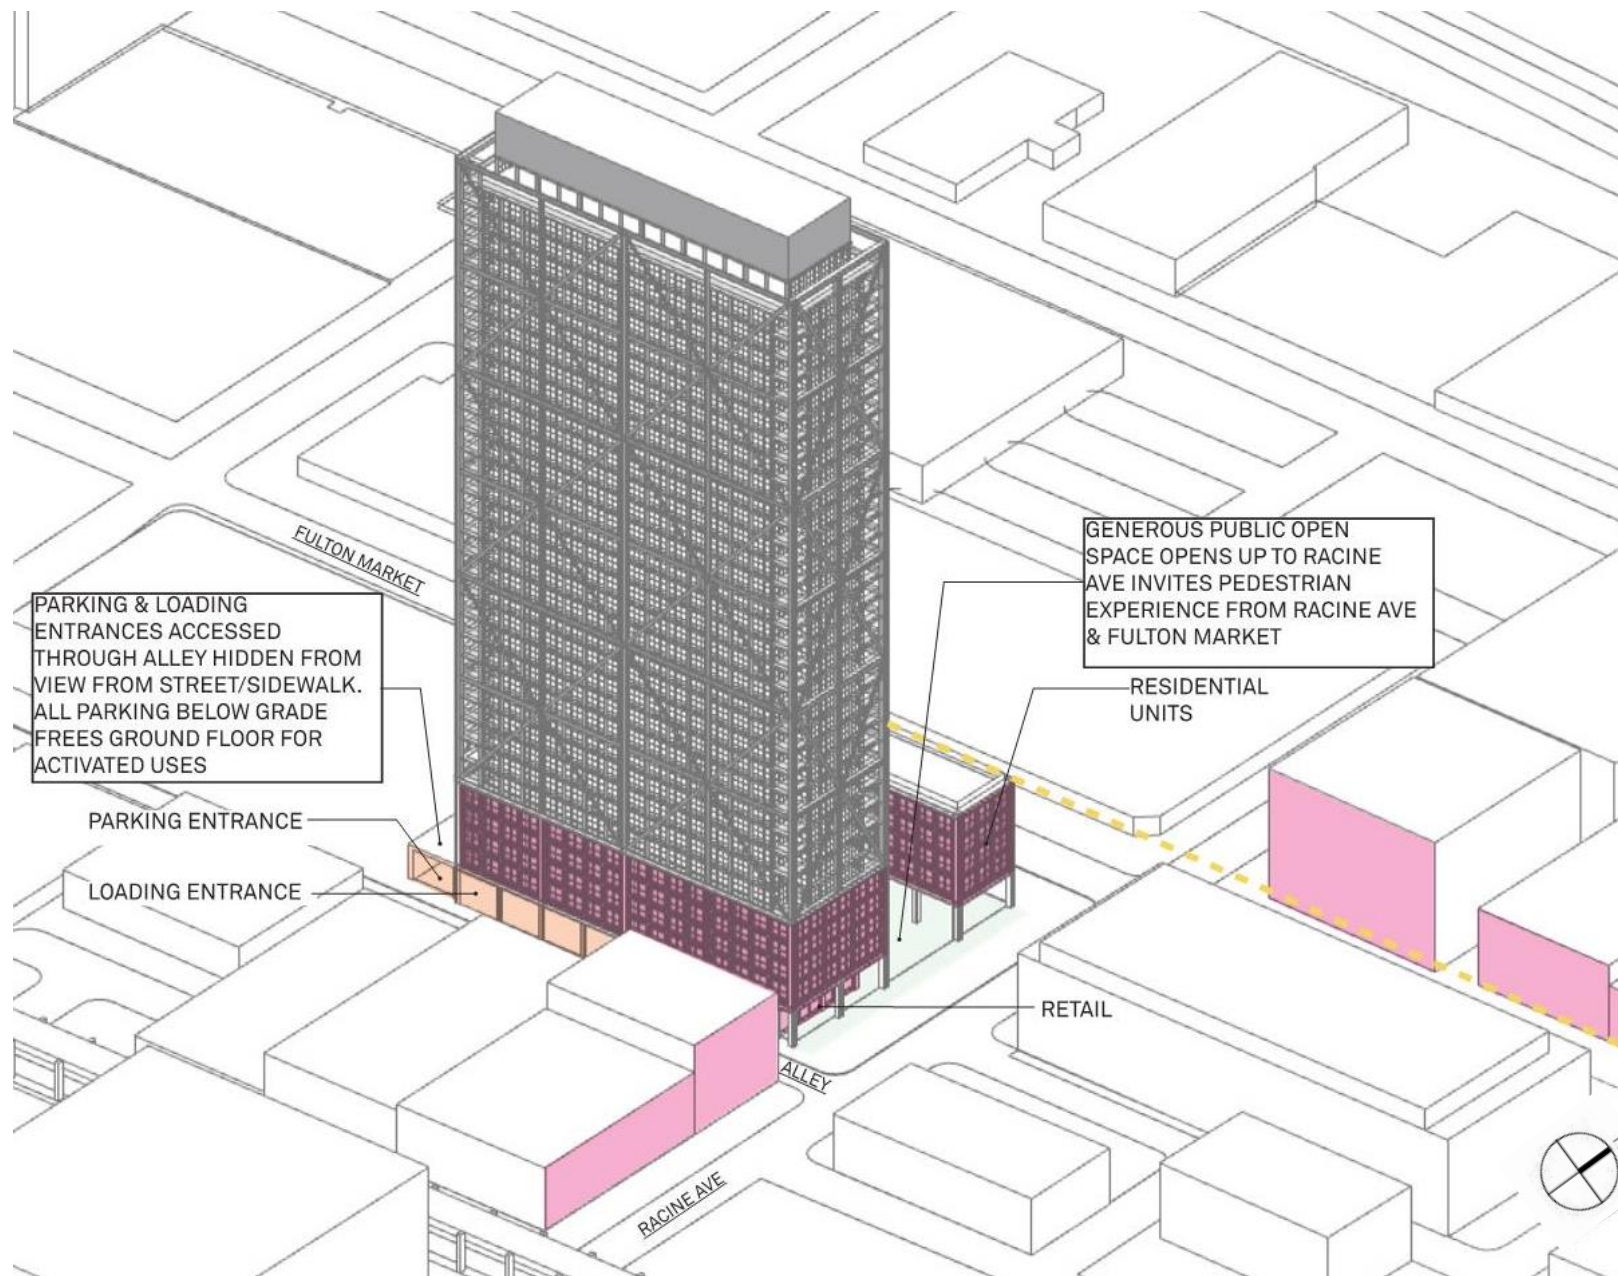 FULTON MARKET
GENEROUS PUBLIC OPEN
SPACE OPENS UP TO RACINE
AVE INVITES PEDESTRIAN
EXPERIENCE FROM RACINE AVE
& FULTON MARKET
PARKING & LOADING
ENTRANCES ACCESSED
THROUGH ALLEY HIDDEN FROM
VIEW FROM STREET/SIDEWALK.
ALL PARKING BELOW GRADE
FREES GROUND FLOOR FOR
ACTIVATED USES
RESIDENTIAL
UNITS
PARKING ENTRANCE
LOADING ENTRANCE
RETAIL
ALLEY
RACINE AVE